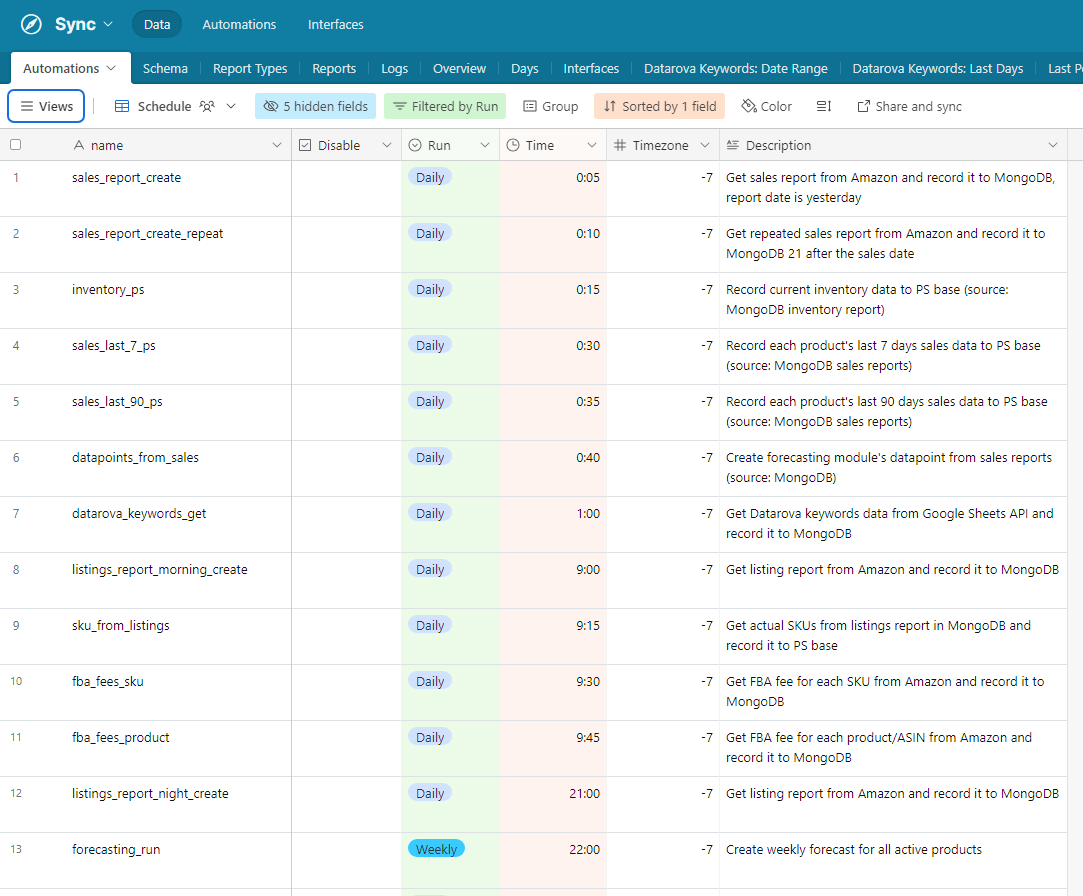 Sync Data Automations Interfaces
Automations Schema Report Types Reports Logs Overview Days Interfaces Datarova Keywords: Date Range Datarova Keywords: Last Days Last P
Views Schedule 5 hidden fields Filtered by Run Group Sorted by 1 field Color Share and sync
name Disable Run Time Timezone Description
1 sales_report_create Daily 0:05 -7 Get sales report from Amazon and record it to MongoDB,
report date is yesterday
2 sales_report_create_repeat Daily 0:10 -7 Get repeated sales report from Amazon and record it to
MongoDB 21 after the sales date
3 inventory_ps Daily 0:15 -7 Record current inventory data to PS base (source:
MongoDB inventory report)
4 sales_last_7_ps Daily 0:30 -7 Record each product's last 7 days sales data to PS base
(source: MongoDB sales reports)
5 sales_last_90_ps Daily 0:35 -7 Record each product's last 90 days sales data to PS base
(source: MongoDB sales reports)
6 datapoints_from_sales Daily 0:40 -7 Create forecasting module's datapoint from sales reports
(source: MongoDB)
7 datarova_keywords_get Daily 1:00 -7 Get Datarova keywords data from Google Sheets API and
record it to MongoDB
8 listings_report_morning_create Daily 9:00 -7 Get listing report from Amazon and record it to MongoDB
9 sku_from_listings Daily 9:15 -7 Get actual SKUs from listings report in MongoDB and
record it to PS base
10 fba_fees_sku Daily 9:30 -7 Get FBA fee for each SKU from Amazon and record it to
MongoDB
11 fba_fees_product Daily 9:45 -7 Get FBA fee for each product/ASIN from Amazon and
record it to MongoDB
12 listings_report_night_create Daily 21:00 -7 Get listing report from Amazon and record it to MongoDB
13 forecasting_run Weekly 22:00 -7 Create weekly forecast for all active products